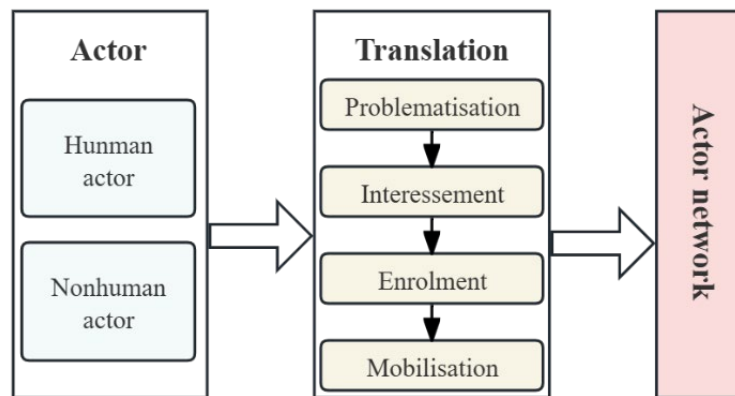 Actor
Hunman
actor
Nonhuman
actor
Translation
Problematisation
Interessement
Enrolment
Mobilisation
Actor network